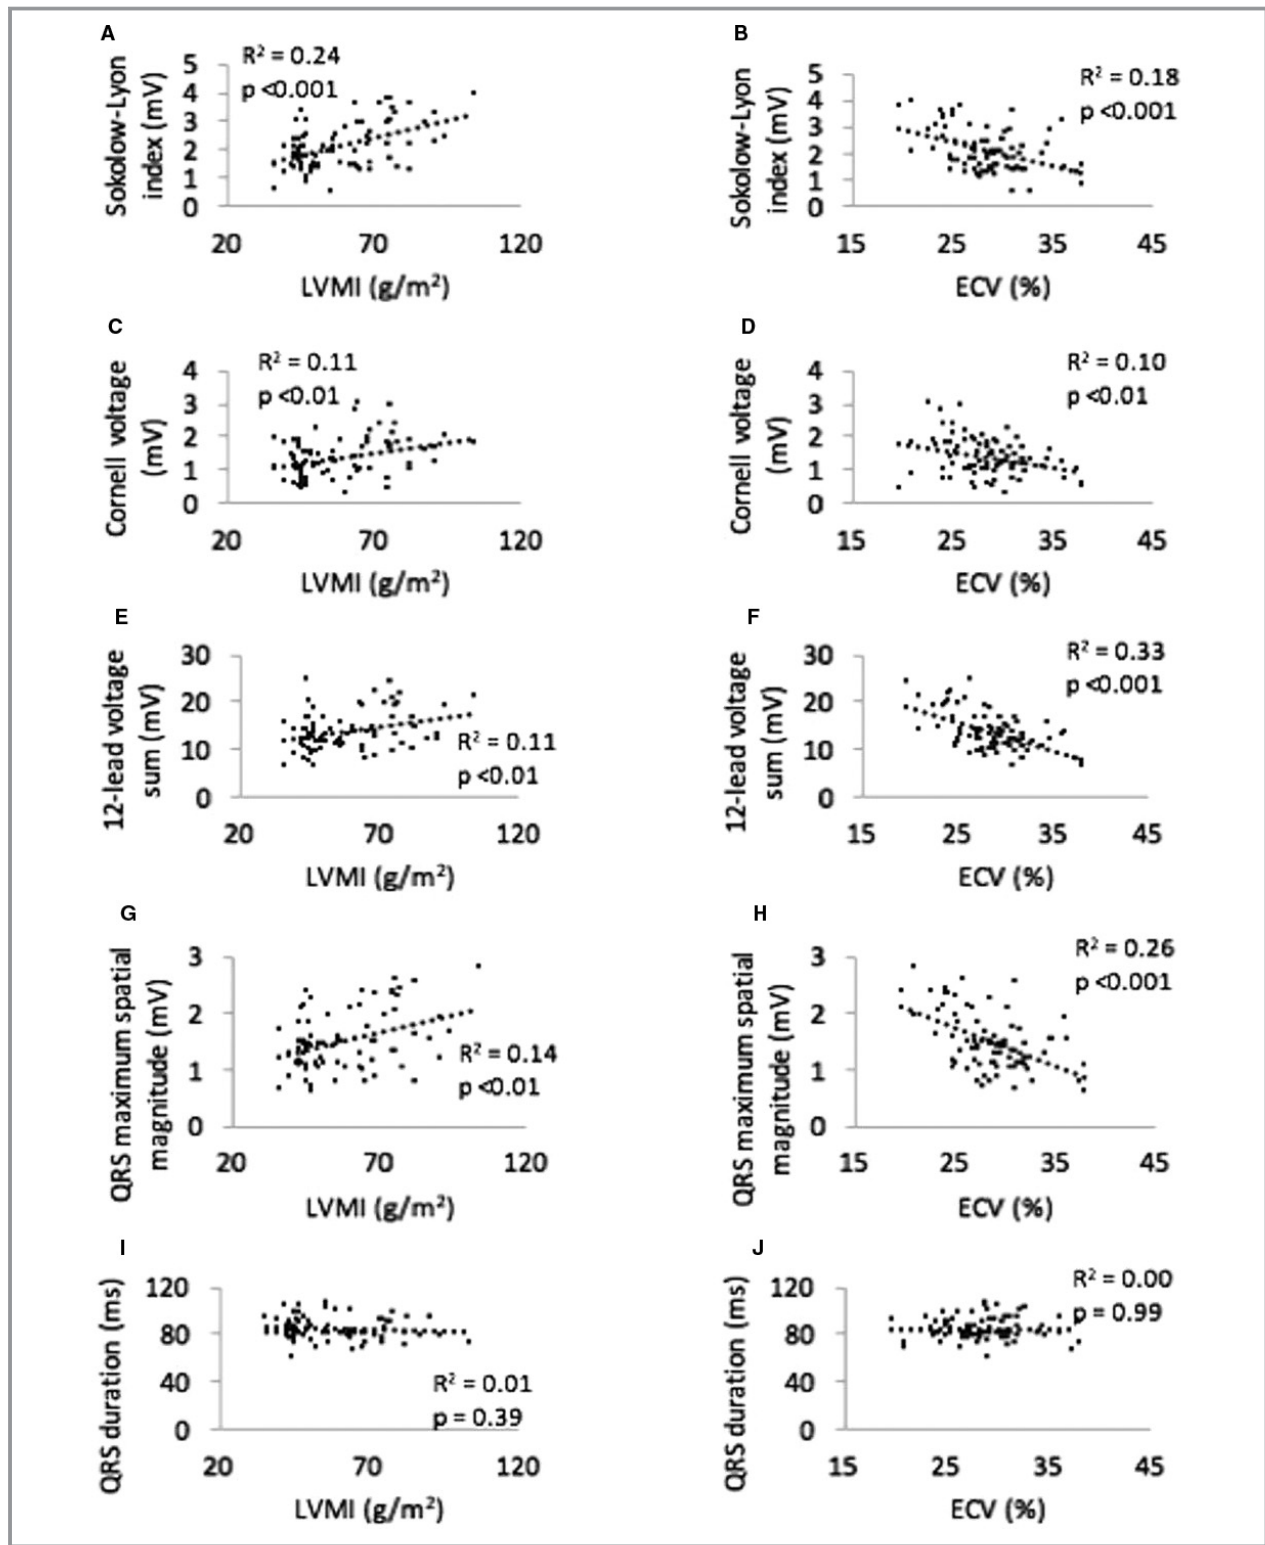 A
R² = 0.24
p <0.001
Sokolow-Lyon
index (mV)
5
4
3
2
1
0
20 70 120
LVMI (g/m²)
B
R² = 0.18
p <0.001
Sokolow-Lyon
index (mV)
5
4
3
2
1
0
15 25 35 45
ECV (%)
C
R² = 0.11
p <0.01
Cornell voltage
(mV)
4
3
2
1
0
20 70 120
LVMI (g/m²)
D
R² = 0.10
p <0.01
Cornell voltage
(mV)
4
3
2
1
0
15 25 35 45
ECV (%)
E
12-lead voltage
sum (mV)
30
20
10
0
R² = 0.11
p <0.01
20 70 120
LVMI (g/m²)
F
R² = 0.33
p <0.001
12-lead voltage
sum (mV)
30
20
10
0
15 25 35 45
ECV (%)
G
QRS maximum spatial
magnitude (mV)
3
2
1
0
R² = 0.14
p <0.01
20 70 120
LVMI (g/m²)
H
R² = 0.26
p <0.001
QRS maximum spatial
magnitude (mV)
3
2
1
0
15 25 35 45
ECV (%)
I
QRS duration (ms)
120
80
40
0
R² = 0.01
p = 0.39
20 70 120
LVMI (g/m²)
J
R² = 0.00
p = 0.99
QRS duration (ms)
120
80
40
0
15 25 35 45
ECV (%)